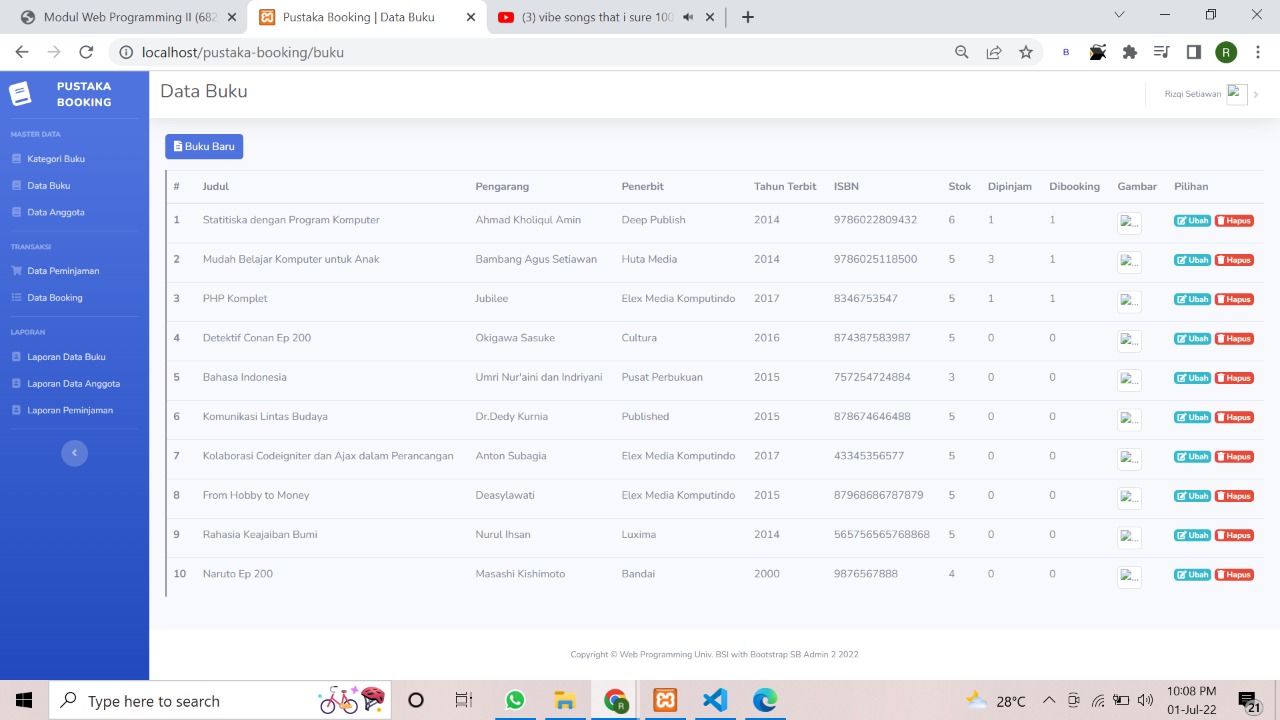 Modul Web Programming II (682
Pustaka Booking | Data Buku
(3) vibe songs that i sure 100
localhost/pustaka-booking/buku
B
R
PUSTAKA
BOOKING
Data Buku
Rizqi Setiawan
MASTER DATA
Kategori Buku
Data Buku
Data Anggota
TRANSAKSI
Data Peminjaman
Data Booking
LAPORAN
Laporan Data Buku
Laporan Data Anggota
Laporan Peminjaman
Buku Baru
# Judul Pengarang Penerbit Tahun Terbit ISBN Stok Dipinjam Dibooking Gambar Pilihan
1 Statitiska dengan Program Komputer Ahmad Kholiqul Amin Deep Publish 2014 9786022809432 6 1 1 ... Ubah Hapus
2 Mudah Belajar Komputer untuk Anak Bambang Agus Setiawan Huta Media 2014 9786025118500 5 3 1 ... Ubah Hapus
3 PHP Komplet Jubilee Elex Media Komputindo 2017 8346753547 5 1 1 ... Ubah Hapus
4 Detektif Conan Ep 200 Okigawa Sasuke Cultura 2016 874387583987 5 0 0 ... Ubah Hapus
5 Bahasa Indonesia Umri Nur'aini dan Indriyani Pusat Perbukuan 2015 757254724884 3 0 0 ... Ubah Hapus
6 Komunikasi Lintas Budaya Dr.Dedy Kurnia Published 2015 878674646488 5 0 0 ... Ubah Hapus
7 Kolaborasi Codeigniter dan Ajax dalam Perancangan Anton Subagia Elex Media Komputindo 2017 43345356577 5 0 0 ... Ubah Hapus
8 From Hobby to Money Deasylawati Elex Media Komputindo 2015 87968686787879 5 0 0 ... Ubah Hapus
9 Rahasia Keajaiban Bumi Nurul Ihsan Luxima 2014 565756565768868 5 0 0 ... Ubah Hapus
10 Naruto Ep 200 Masashi Kishimoto Bandai 2000 9876567888 4 0 0 ... Ubah Hapus
Copyright © Web Programming Univ. BSI with Bootstrap SB Admin 2 2022
Type here to search
R
28°C
10:08 PM
01-Jul-22
21